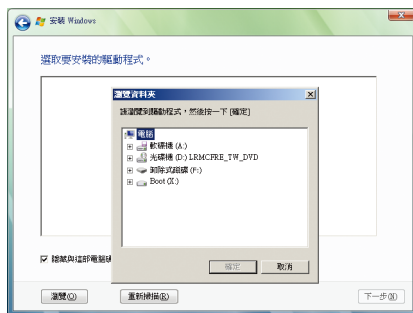 安裝 Windows
選取要安裝的驅動程式。
瀏覽資料夾
請瀏覽到驅動程式，然後按一下 [確定]
電腦
軟碟機 (A:)
光碟機 (D:) LRMCFRE_TW_DVD
卸除式磁碟 (F:)
Boot (X:)
隱藏與這部電腦硬
確定
取消
瀏覽(O)
重新掃描(R)
下一步(N)